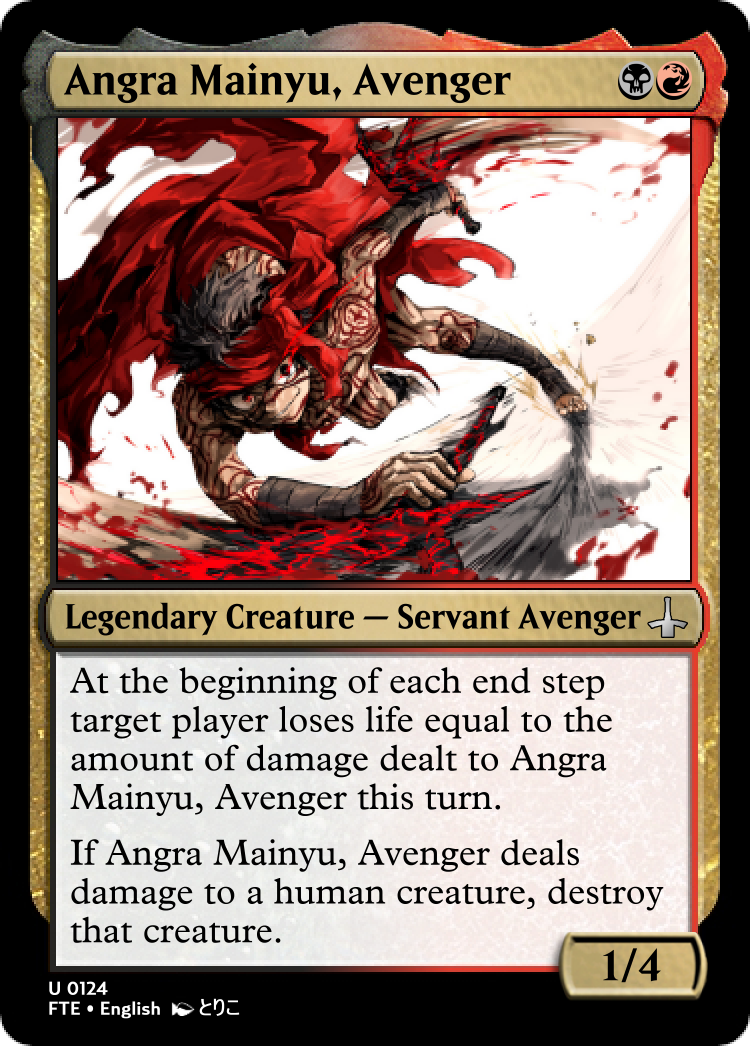 Angra Mainyu, Avenger
Legendary Creature — Servant Avenger
At the beginning of each end step
target player loses life equal to the
amount of damage dealt to Angra
Mainyu, Avenger this turn.
If Angra Mainyu, Avenger deals
damage to a human creature, destroy
that creature.
1/4
U 0124
FTE • English とりこ